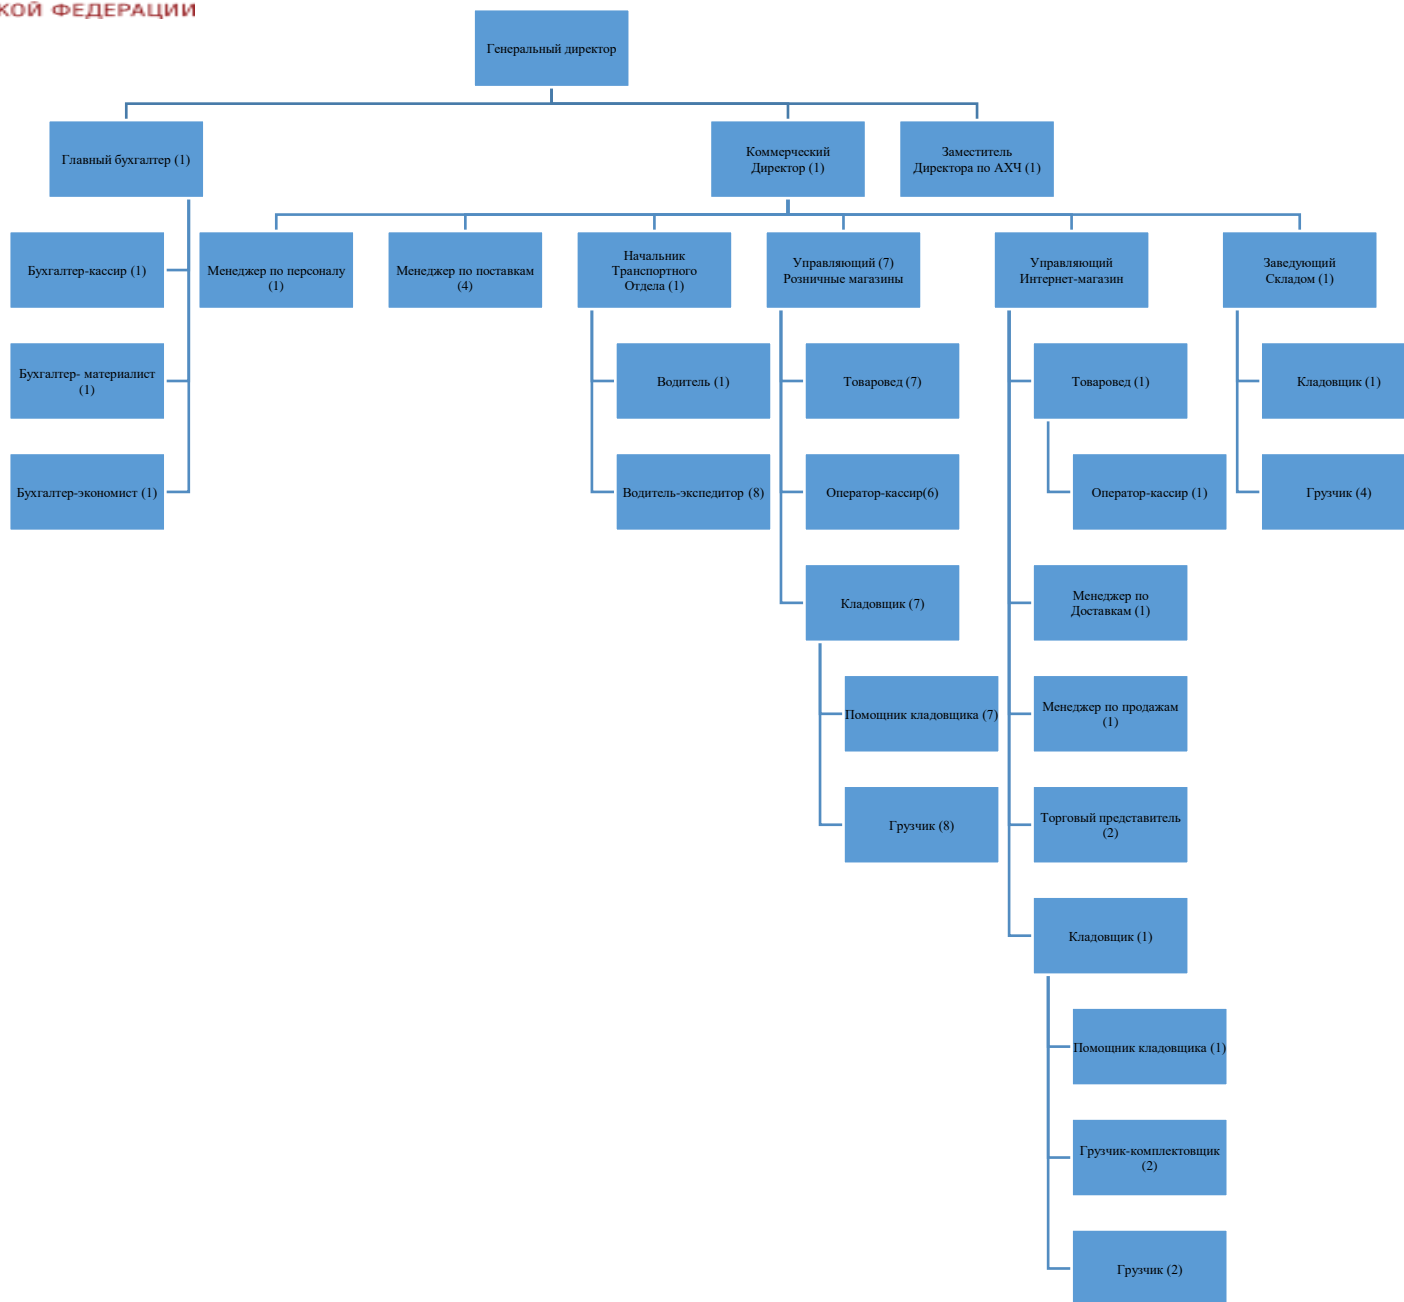 КОЙ ФЕДЕРАЦИИ
Генеральный директор
Главный бухгалтер (1)
Коммерческий
Директор (1)
Заместитель
Директора по АХЧ (1)
Бухгалтер-кассир (1)
Менеджер по персоналу
(1)
Менеджер по поставкам
(4)
Начальник
Транспортного
Отдела (1)
Управляющий (7)
Розничные магазины
Управляющий
Интернет-магазин
Заведующий
Складом (1)
Бухгалтер- материалист
(1)
Водитель (1)
Товаровед (7)
Товаровед (1)
Кладовщик (1)
Бухгалтер-экономист (1)
Водитель-экспедитор (8)
Оператор-кассир(6)
Оператор-кассир (1)
Грузчик (4)
Кладовщик (7)
Менеджер по
Доставкам (1)
Помощник кладовщика (7)
Менеджер по продажам
(1)
Грузчик (8)
Торговый представитель
(2)
Кладовщик (1)
Помощник кладовщика (1)
Грузчик-комплектовщик
(2)
Грузчик (2)